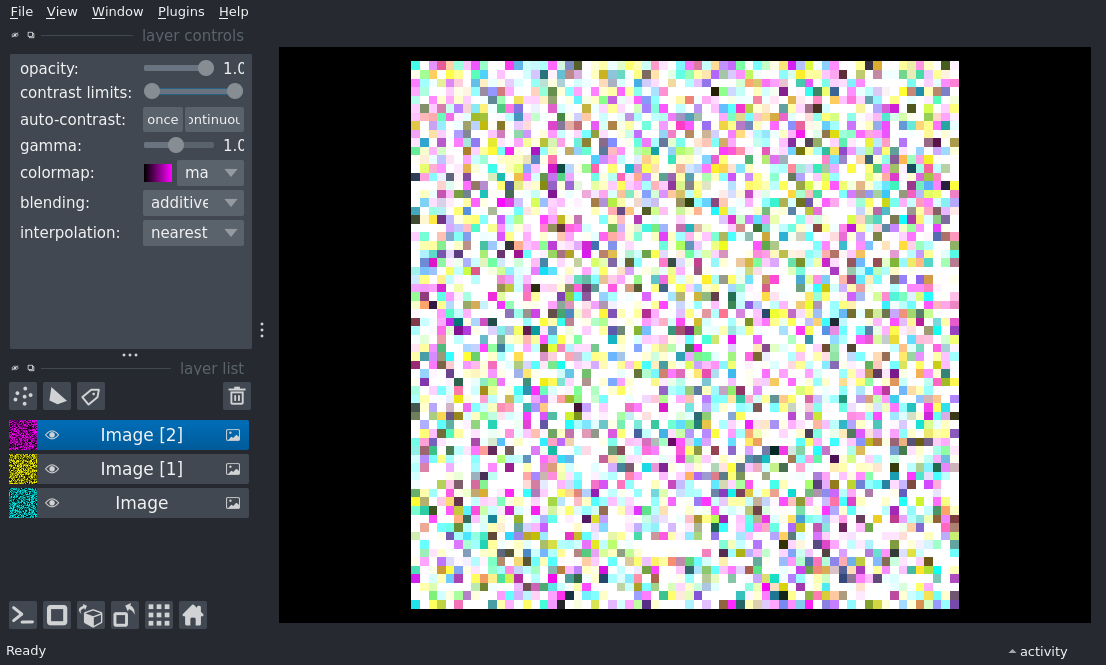 File View Window Plugins Help
layer controls
opacity: 1.0
contrast limits:
auto-contrast: once ontinuou
gamma: 1.0
colormap: ma
blending: additive
interpolation: nearest
layer list
Image [2]
Image [1]
Image
Ready
activity